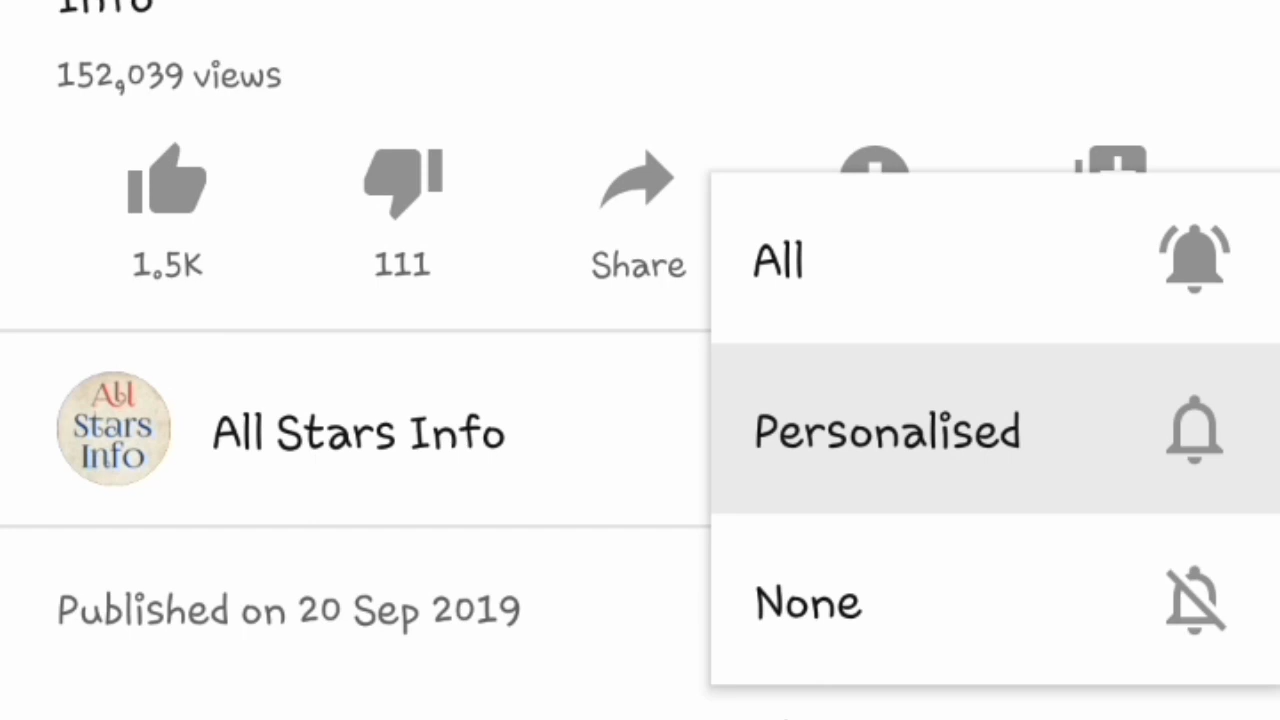 Info
152,039 views
1.5K
111
Share
All
Personalised
None
All
Stars
Info
All Stars Info
Published on 20 Sep 2019